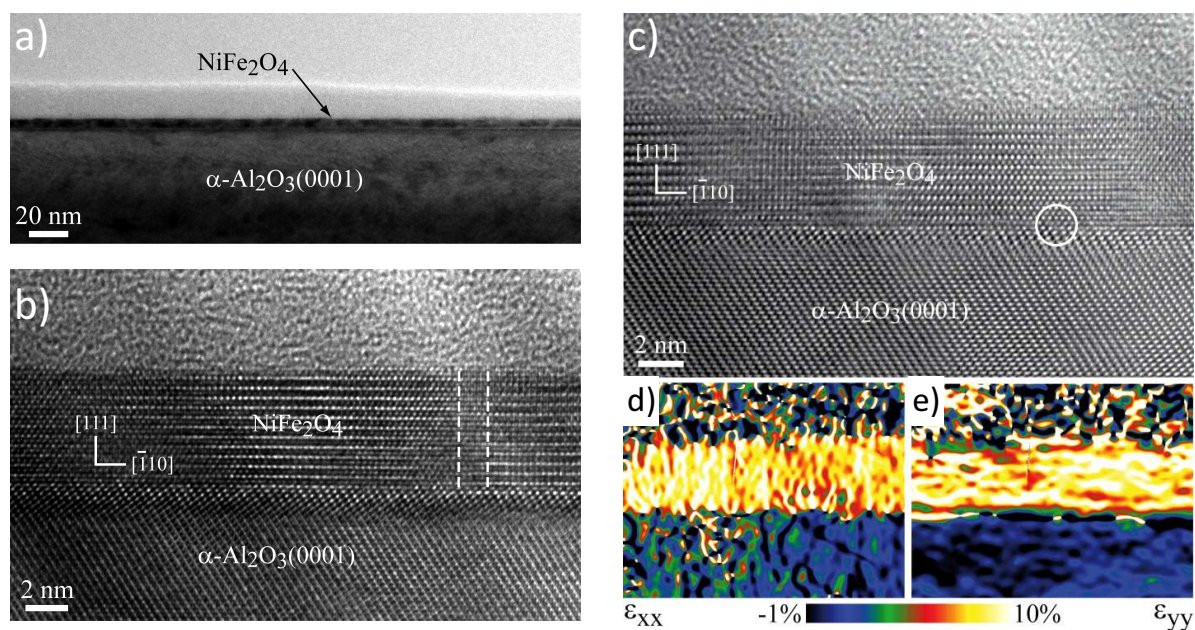 a)
NiFe₂O₄
α-Al₂O₃(0001)
20 nm
b)
[111]
[1̄10]
NiFe₂O₄
α-Al₂O₃(0001)
2 nm
c)
[111]
[1̄10]
NiFe₂O₄
α-Al₂O₃(0001)
2 nm
d)
e)
εxx -1% 10% εyy